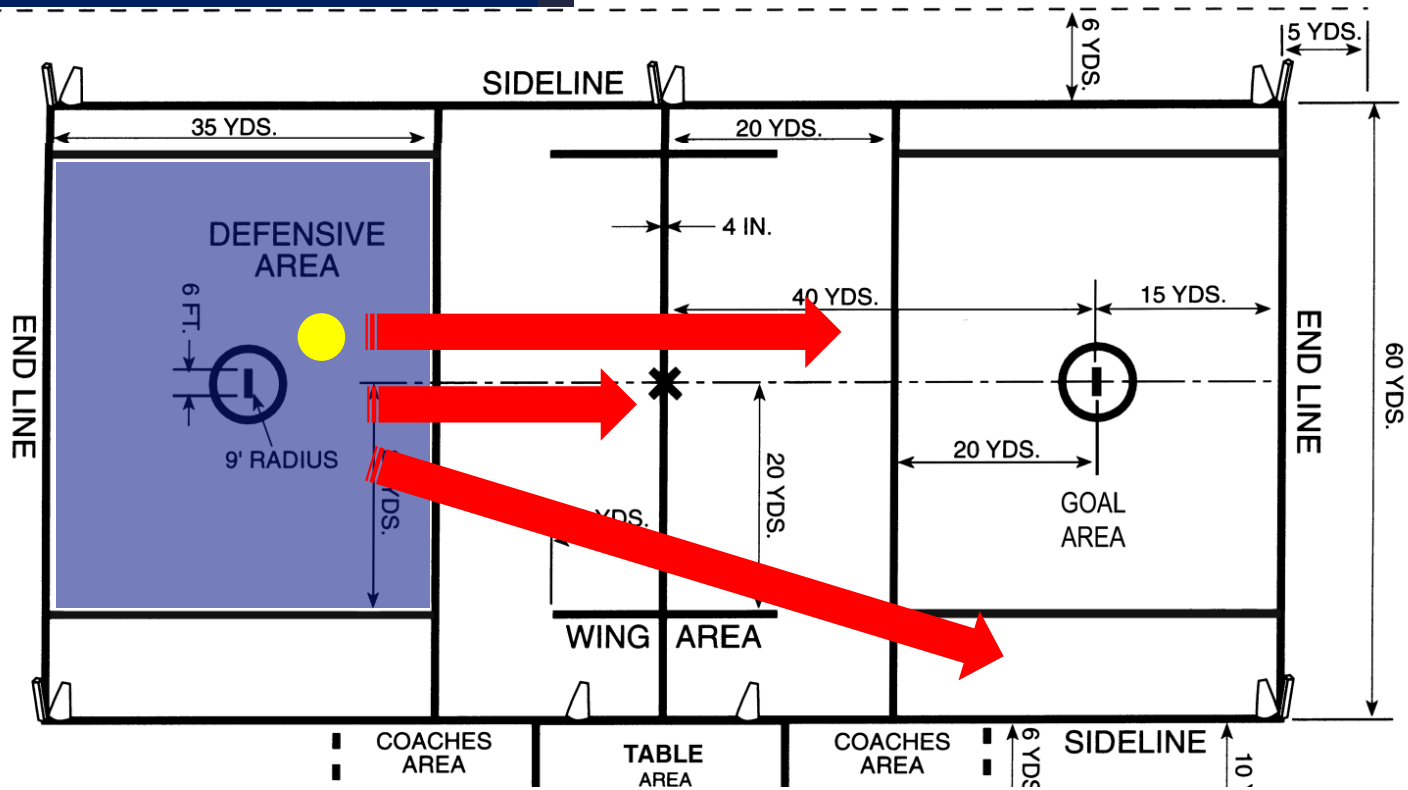 6 YDS.
5 YDS.
SIDELINE
35 YDS.
20 YDS.
4 IN.
DEFENSIVE
AREA
6 FT.
40 YDS.
15 YDS.
END LINE
END LINE
60 YDS.
9' RADIUS
YDS.
20 YDS.
20 YDS.
YDS.
GOAL
AREA
WING AREA
COACHES
AREA
TABLE
AREA
COACHES
AREA
6 YDS
SIDELINE
10 Y